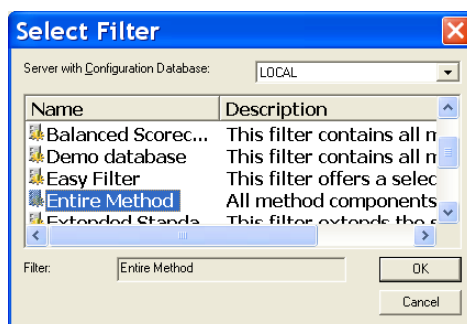 Select Filter
Server with Configuration Database: LOCAL
Name Description
Balanced Scorec... This filter contains all
Demo database This filter contains all
Easy Filter This filter offers a selec
Entire Method All method components
Extended Standa This filter extends the
Filter: Entire Method OK
Cancel